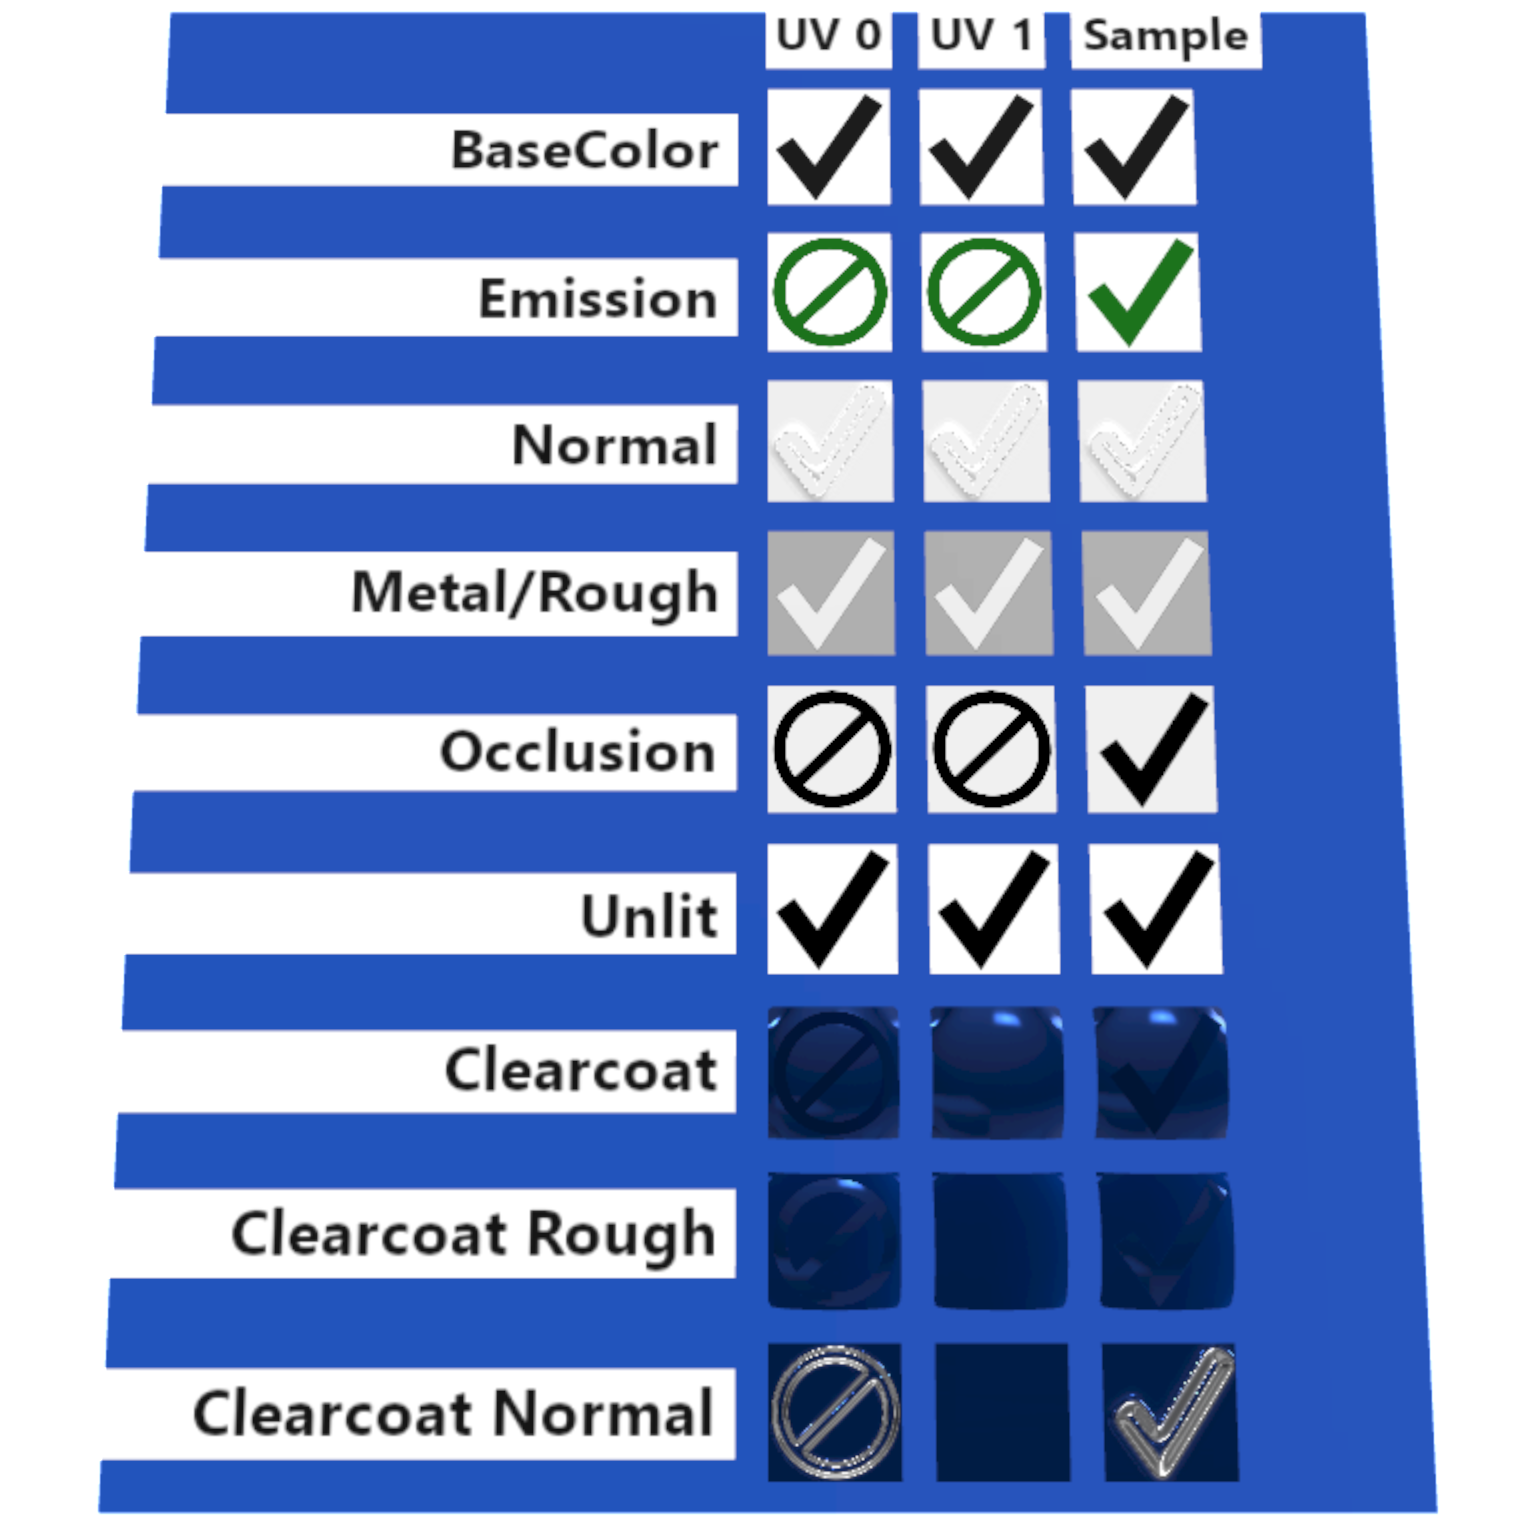 UV 0 UV 1 Sample
BaseColor
Emission
Normal
Metal/Rough
Occlusion
Unlit
Clearcoat
Clearcoat Rough
Clearcoat Normal